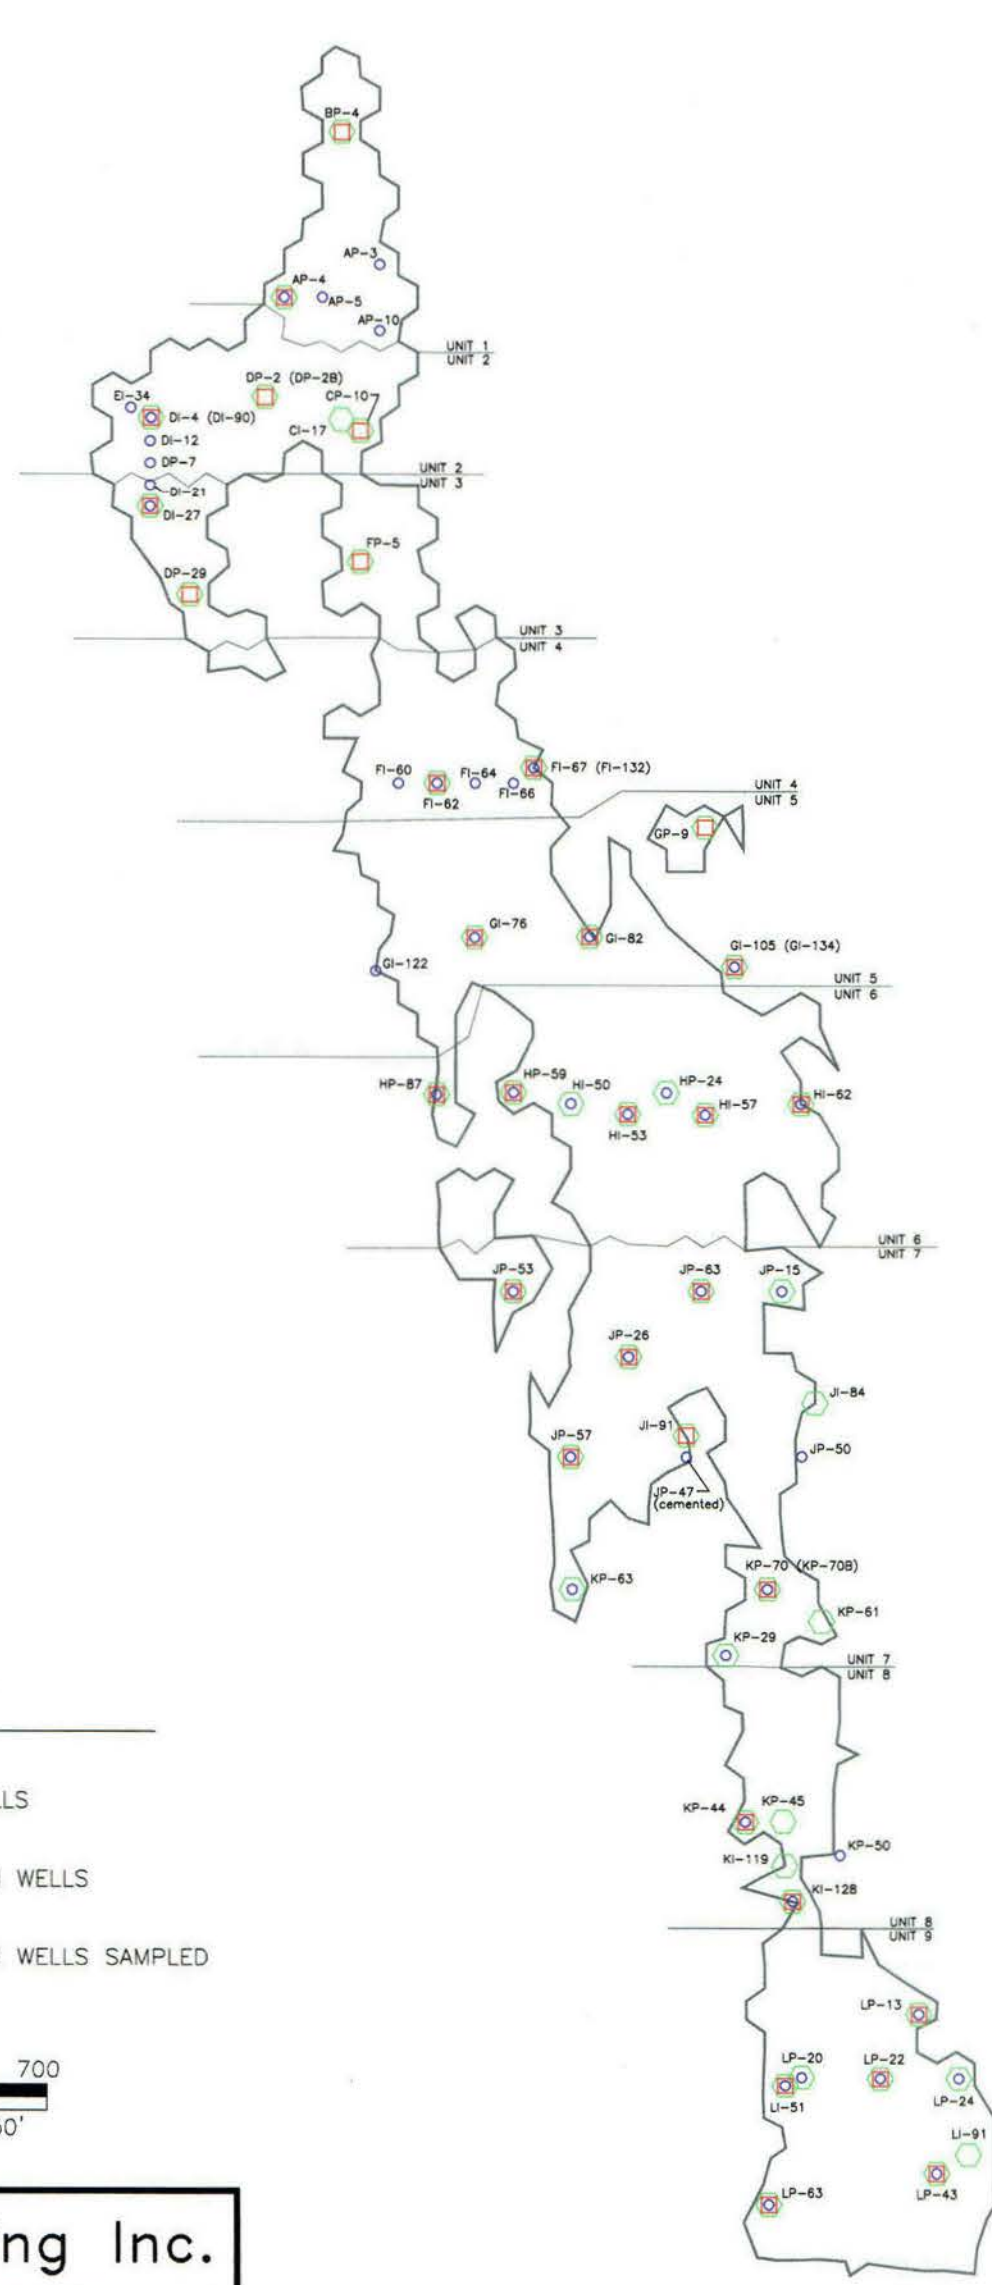 BP-4
AP-3
AP-4
AP-5
AP-10
UNIT 1
UNIT 2
DP-2 (DP-2B)
EI-34
CP-10
DI-4 (DI-90)
CI-17
DI-12
DP-7
UNIT 2
UNIT 3
DI-21
DI-27
FP-5
DP-29
UNIT 3
UNIT 4
FI-60
FI-64
FI-67 (FI-132)
FI-62
FI-66
UNIT 4
UNIT 5
GP-9
GI-76
GI-82
GI-105 (GI-134)
GI-122
UNIT 5
UNIT 6
HP-87
HP-59
HI-50
HP-24
HI-62
HI-53
HI-57
UNIT 6
UNIT 7
JP-53
JP-63
JP-15
JP-26
JI-84
JI-91
JP-57
JP-50
JP-47
(cemented)
KP-70 (KP-70B)
KP-63
KP-61
KP-29
UNIT 7
UNIT 8
KP-44
KP-45
KP-50
KI-119
KI-128
UNIT 8
UNIT 9
LLS
WELLS
WELLS SAMPLED
LP-13
LP-20
LP-22
LI-51
LP-24
700
0'
LI-91
LP-43
LP-63
ng Inc.